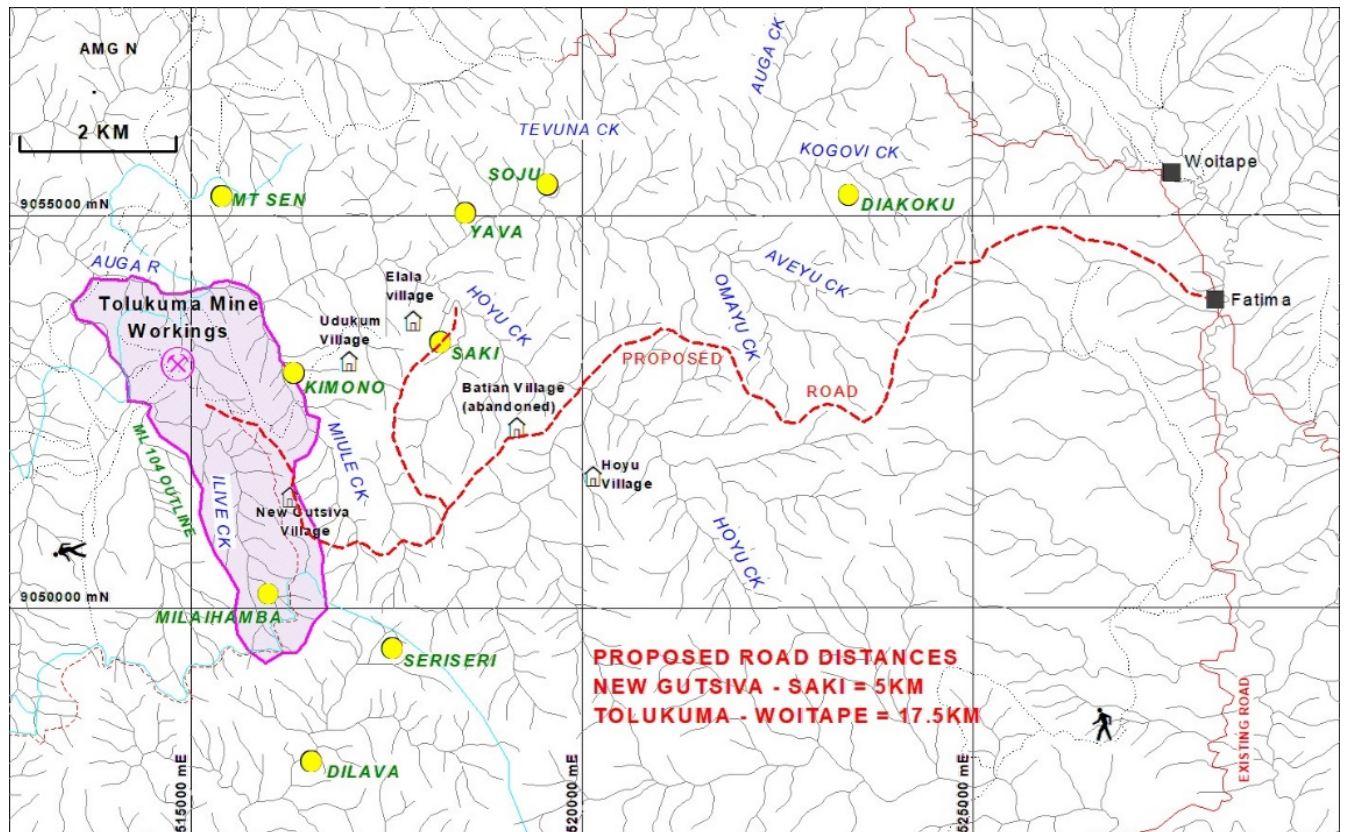 AMG N
2 KM
AUGA CK
TEVUNA CK
KOGOVI CK
Woitape
SOJU
MT SEN
DIAKOKU
9055000 mN
YAVA
AUGA R
Elala
village
HOYU CK
AVEYU CK
OMAYU CK
Fatima
Tolukuma Mine
Workings
Udukum
Village
SAKI
PROPOSED
ROAD
KIMONO
Batian Village
(abandoned)
MIULE CK
ML104 OUTLINE
ILIVE CK
Hoyu
Village
New Gutsiva
Village
HOYU CK
9050000 mN
MILAIHAMBA
SERISERI
PROPOSED ROAD DISTANCES
NEW GUTSIVA - SAKI = 5KM
TOLUKUMA - WOITAPE = 17.5KM
EXISTING ROAD
DILAVA
515000 mE
520000 mE
525000 mE